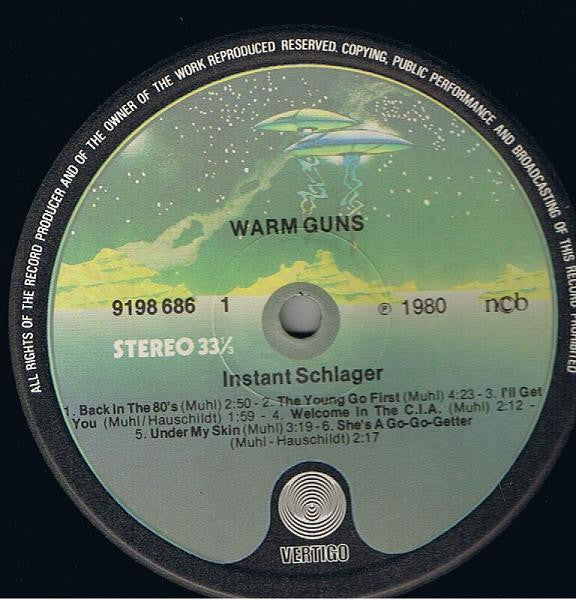 ALL RIGHTS OF THE RECORD PRODUCER AND OF THE OWNER OF THE WORK REPRODUCED RESERVED. COPYING, PUBLIC PERFORMANCE AND BROADCASTING OF THIS RECORD PROHIBITED
WARM GUNS
9198 686 1 ℗ 1980 ncb
STEREO 33⅓
Instant Schlager
1. Back In The 80's (Muhl) 2:50 - 2. The Young Go First (Muhl) 4:23 - 3. I'll Get
You (Muhl/Hauschildt) 1:59 - 4. Welcome In The C.I.A. (Muhl) 2:12 -
5. Under My Skin (Muhl) 3:19 - 6. She's A Go-Go-Getter
(Muhl - Hauschildt) 2:17
VERTIGO